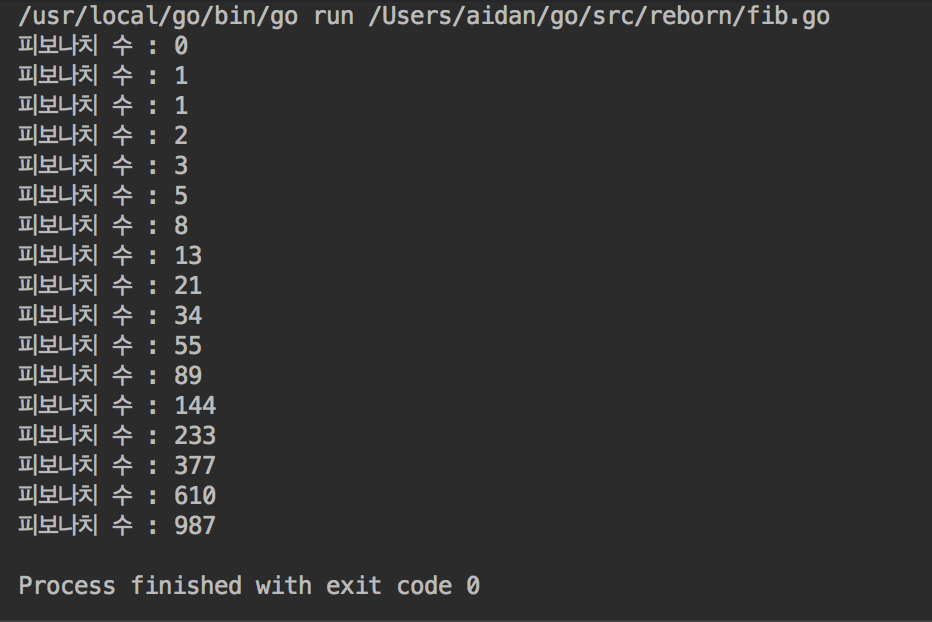 /usr/local/go/bin/go run /Users/aidan/go/src/reborn/fib.go
피보나치 수 : 0
피보나치 수 : 1
피보나치 수 : 1
피보나치 수 : 2
피보나치 수 : 3
피보나치 수 : 5
피보나치 수 : 8
피보나치 수 : 13
피보나치 수 : 21
피보나치 수 : 34
피보나치 수 : 55
피보나치 수 : 89
피보나치 수 : 144
피보나치 수 : 233
피보나치 수 : 377
피보나치 수 : 610
피보나치 수 : 987
Process finished with exit code 0